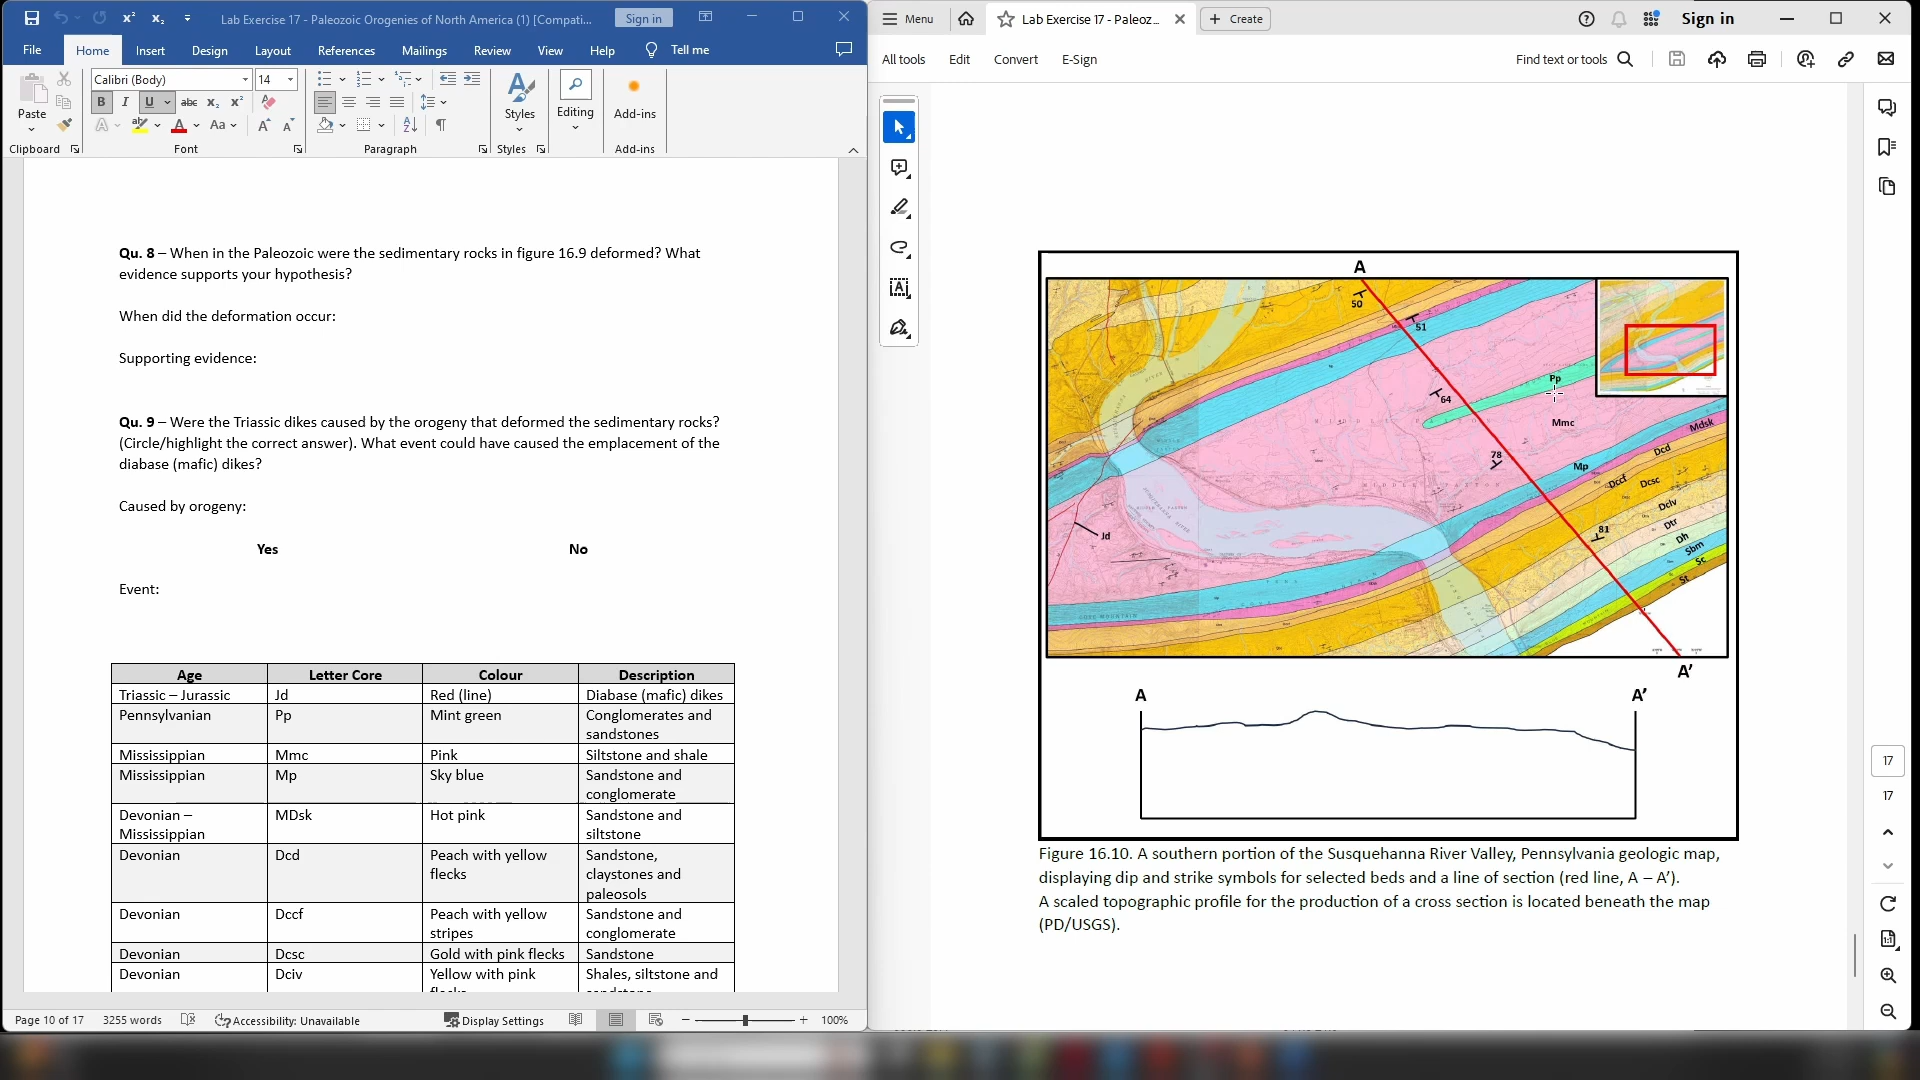 Lab Exercise 17 - Paleozoic Orogenies of North America (1) [Compati...
Sign in
File Home Insert Design Layout References Mailings Review View Help Tell me
Calibri (Body) 14
Paste
Styles
Editing
Add-ins
Clipboard Font Paragraph Styles Add-ins
Qu. 8 – When in the Paleozoic were the sedimentary rocks in figure 16.9 deformed? What
evidence supports your hypothesis?
When did the deformation occur:
Supporting evidence:
Qu. 9 – Were the Triassic dikes caused by the orogeny that deformed the sedimentary rocks?
(Circle/highlight the correct answer). What event could have caused the emplacement of the
diabase (mafic) dikes?
Caused by orogeny:
Yes No
Event:
Age Letter Core Colour Description
Triassic – Jurassic Jd Red (line) Diabase (mafic) dikes
Pennsylvanian Pp Mint green Conglomerates and
sandstones
Mississippian Mmc Pink Siltstone and shale
Mississippian Mp Sky blue Sandstone and
conglomerate
Devonian –
Mississippian
MDsk Hot pink Sandstone and
siltstone
Devonian Dcd Peach with yellow
flecks
Sandstone,
claystones and
paleosols
Devonian Dccf Peach with yellow
stripes
Sandstone and
conglomerate
Devonian Dcsc Gold with pink flecks Sandstone
Devonian Dciv Yellow with pink
Shales, siltstone and
Page 10 of 17 3255 words Accessibility: Unavailable Display Settings 100%
Menu Lab Exercise 17 - Paleoz... Create Sign in
All tools Edit Convert E-Sign Find text or tools
A
50
51
Pp
64
Mmc
Mdsk
78
Mp
Dcd
Dccf
Dcsc
Dclv
81
Dtr
Jd
Dh
Sbm
Sc
St
A'
A A'
Figure 16.10. A southern portion of the Susquehanna River Valley, Pennsylvania geologic map,
displaying dip and strike symbols for selected beds and a line of section (red line, A – A').
A scaled topographic profile for the production of a cross section is located beneath the map
(PD/USGS).
17
17